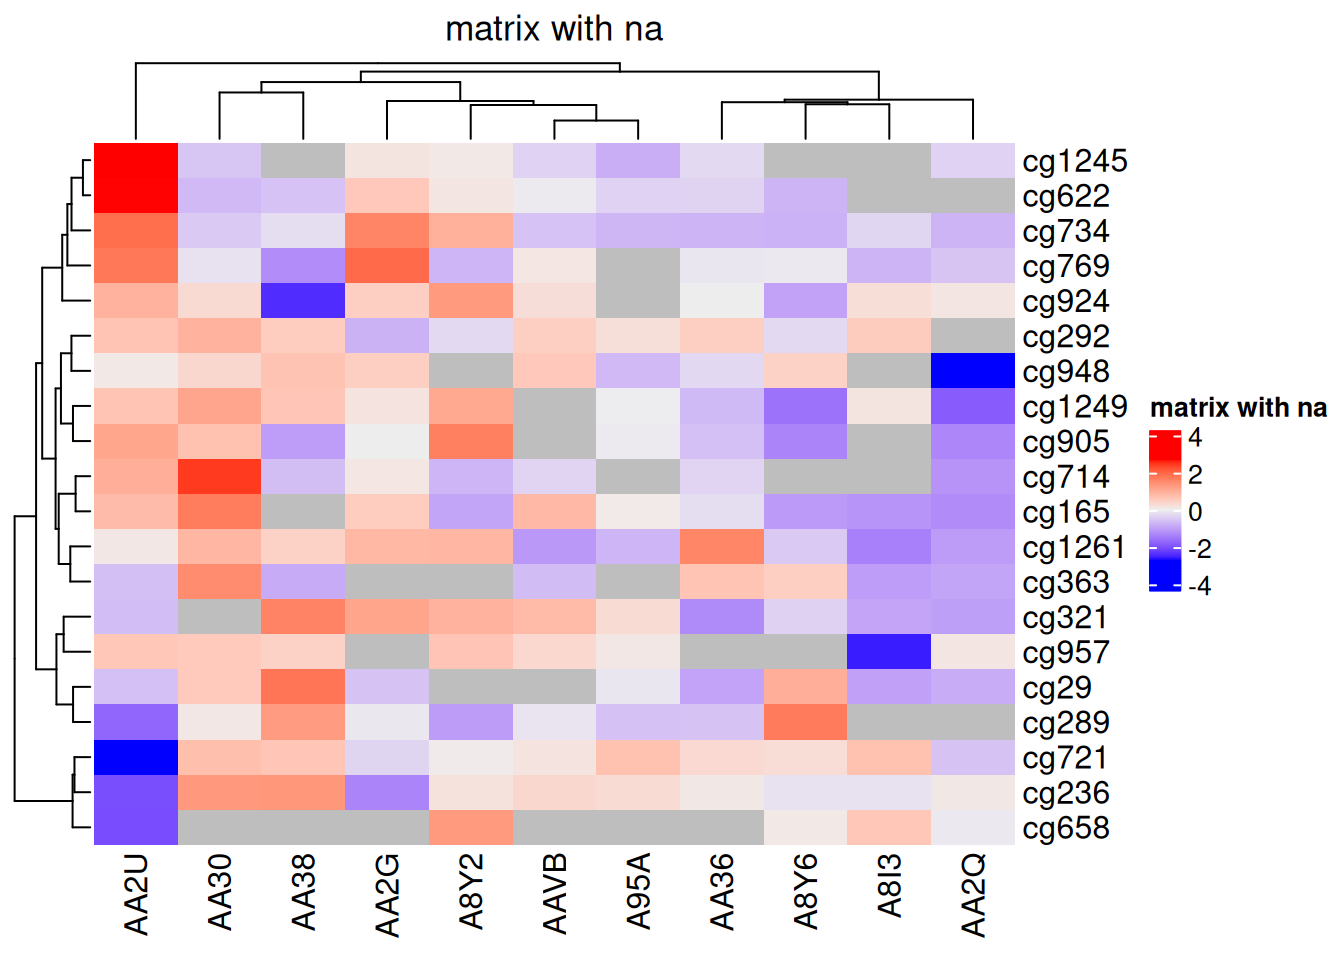 matrix with na
cg1245
cg622
cg734
cg769
cg924
cg292
cg948
cg1249
cg905
cg714
cg165
cg1261
cg363
cg321
cg957
cg29
cg289
cg721
cg236
cg658
AA2U
AA30
AA38
AA2G
A8Y2
AAVB
A95A
AA36
A8Y6
A8I3
AA2Q
matrix with na
4
2
0
-2
-4